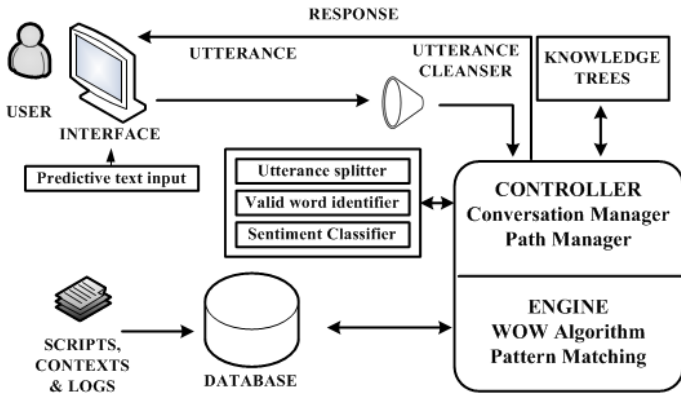 RESPONSE
UTTERANCE
UTTERANCE
CLEANSER
KNOWLEDGE
TREES
USER
INTERFACE
Predictive text input
Utterance splitter
Valid word identifier
Sentiment Classifier
CONTROLLER
Conversation Manager
Path Manager
ENGINE
WOW Algorithm
Pattern Matching
SCRIPTS,
CONTEXTS
& LOGS
DATABASE